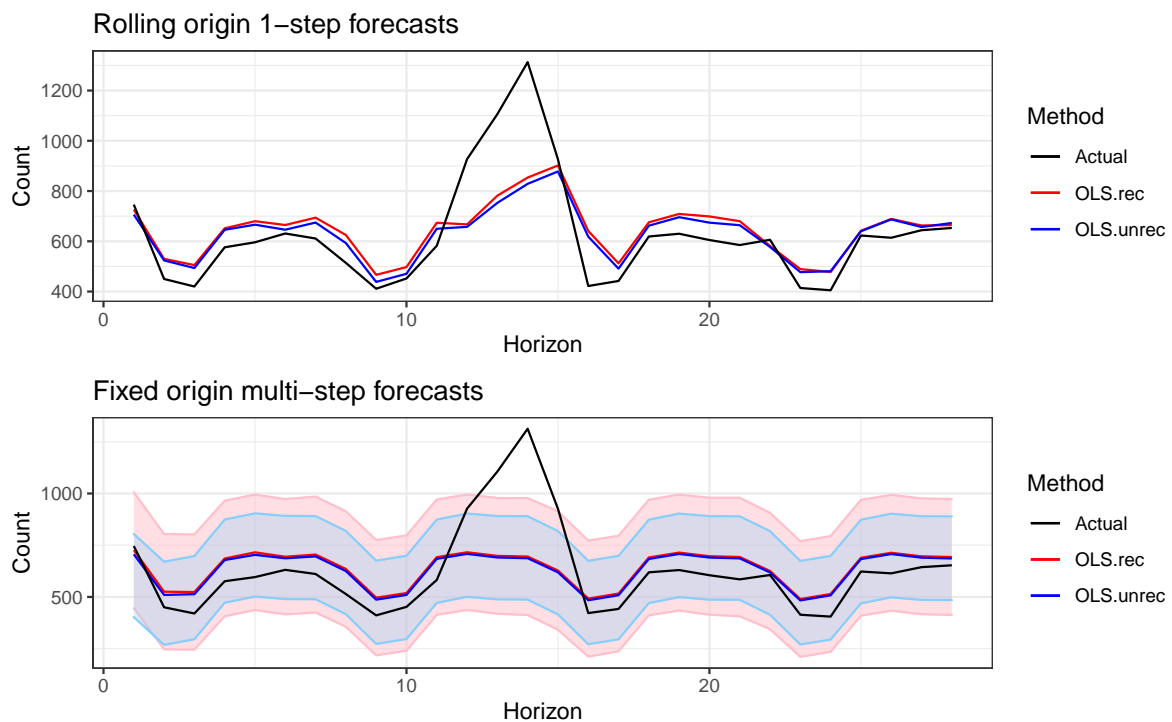 Rolling origin 1−step forecasts
1200
1000
800
600
400
Count
0
10
20
Horizon
Method
Actual
OLS.rec
OLS.unrec
Fixed origin multi−step forecasts
1000
500
Count
0
10
20
Horizon
Method
Actual
OLS.rec
OLS.unrec